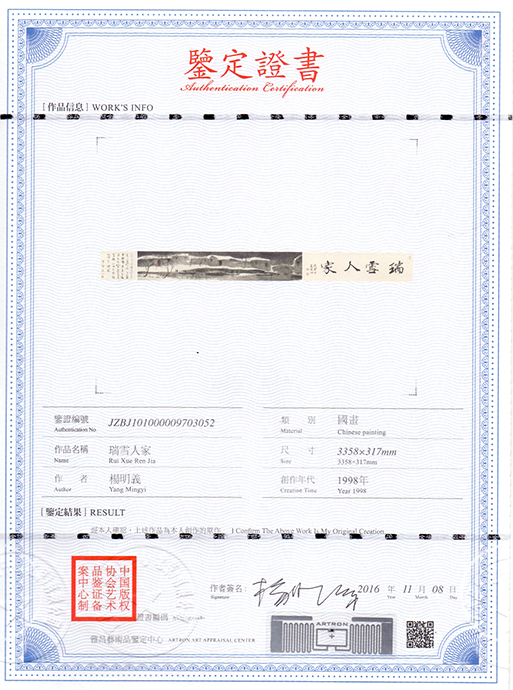 鑒定證書
Authentication Certification
[ 作品信息 ] WORK'S INFO
瑞雪人家
鑒證編號 JZBJ101000009703052
Authentication No
類 別 國畫
Material Chinese painting
作品名稱 瑞雪人家
Name Rui Xue Ren Jia
尺 寸 3358×317mm
Size 3358×317mm
作 者 楊明義
Author Yang Mingyi
創作年代 1998年
Creation Time Year 1998
[ 鑒定結果 ] RESULT
經本人確認,上述作品為本人創作的原作。 I Confirm The Above Work Is My Original Creation
中国版权
协会艺术
品鉴证备
案中心制
作者簽名:
Signature
2016 年 11 月 08 日
Year Month Day
證書編碼
ARTRON
雅昌藝術品鑒定中心 ARTRON ART APPRAISAL CENTER